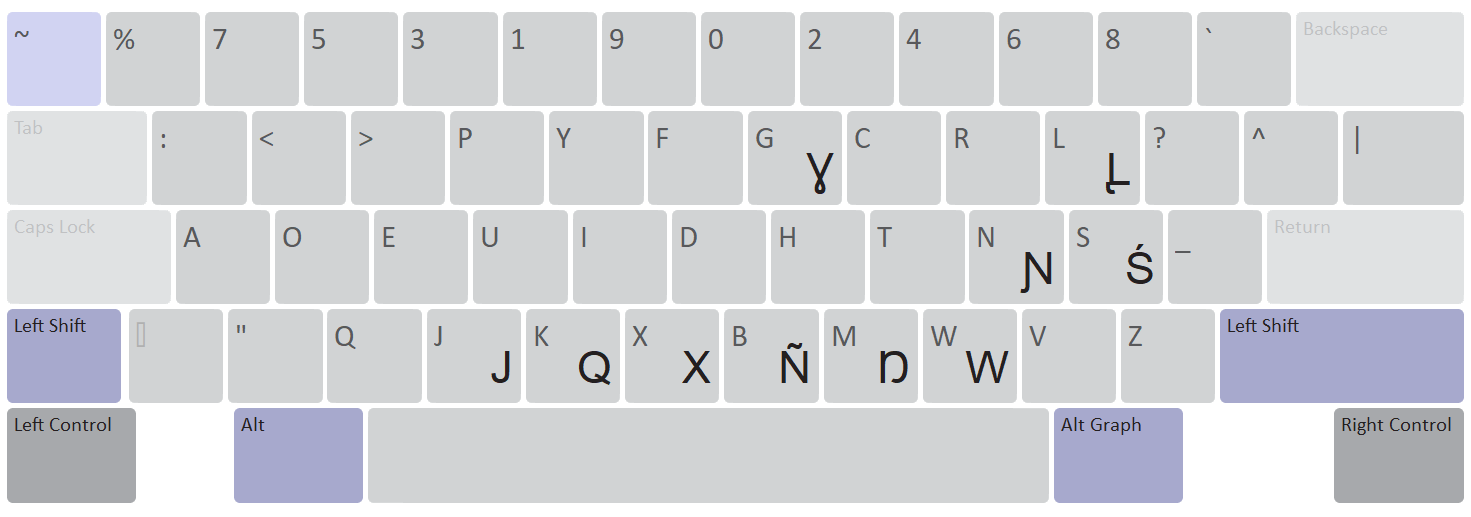 ~ % 7 5 3 1 9 0 2 4 6 8 ` Backspace
Tab : < > P Y F G Ɣ C R L Ɬ ? ^ |
Caps Lock A O E U I D H T N Ɲ S Ś _ Return
Left Shift " Q J J K Q X X B Ñ M Ŋ W W V Z Left Shift
Left Control Alt Alt Graph Right Control